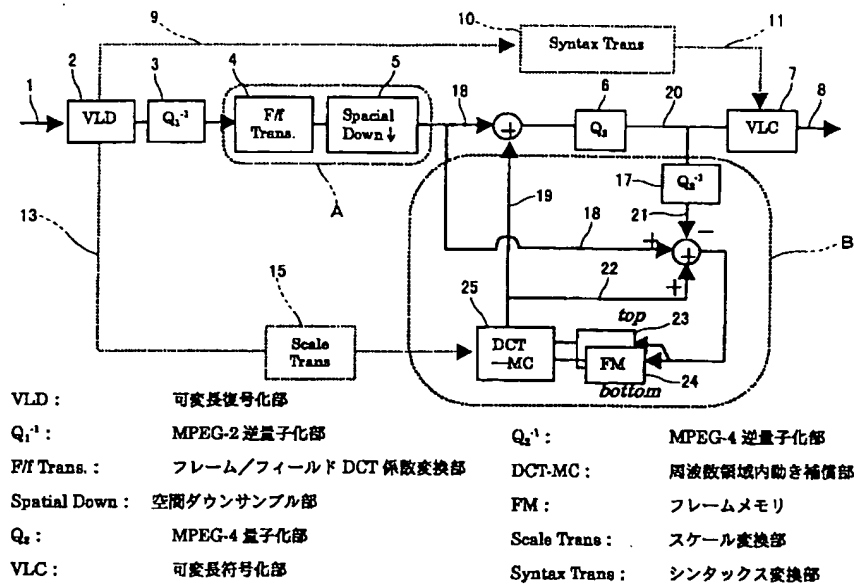 9
10
Syntax Trans
11
1
2
VLD
3
Q₁⁻¹
4
F/f
Trans.
5
Spacial
Down↓
18
+
6
Q₂
20
7
VLC
8
A
17
Q₂⁻¹
19
21
−
13
18
+
+
B
22
+
15
Scale
Trans
25
DCT
—MC
top
23
FM
24
bottom
VLD： 可変長復号化部
Q₁⁻¹： MPEG-2 逆量子化部
F/f Trans.： フレーム／フィールド DCT 係数変換部
Spatial Down： 空間ダウンサンプル部
Q₂： MPEG-4 量子化部
VLC： 可変長符号化部
Q₂⁻¹： MPEG-4 逆量子化部
DCT-MC： 周波数領域内動き補償部
FM： フレームメモリ
Scale Trans： スケール変換部
Syntax Trans： シンタックス変換部